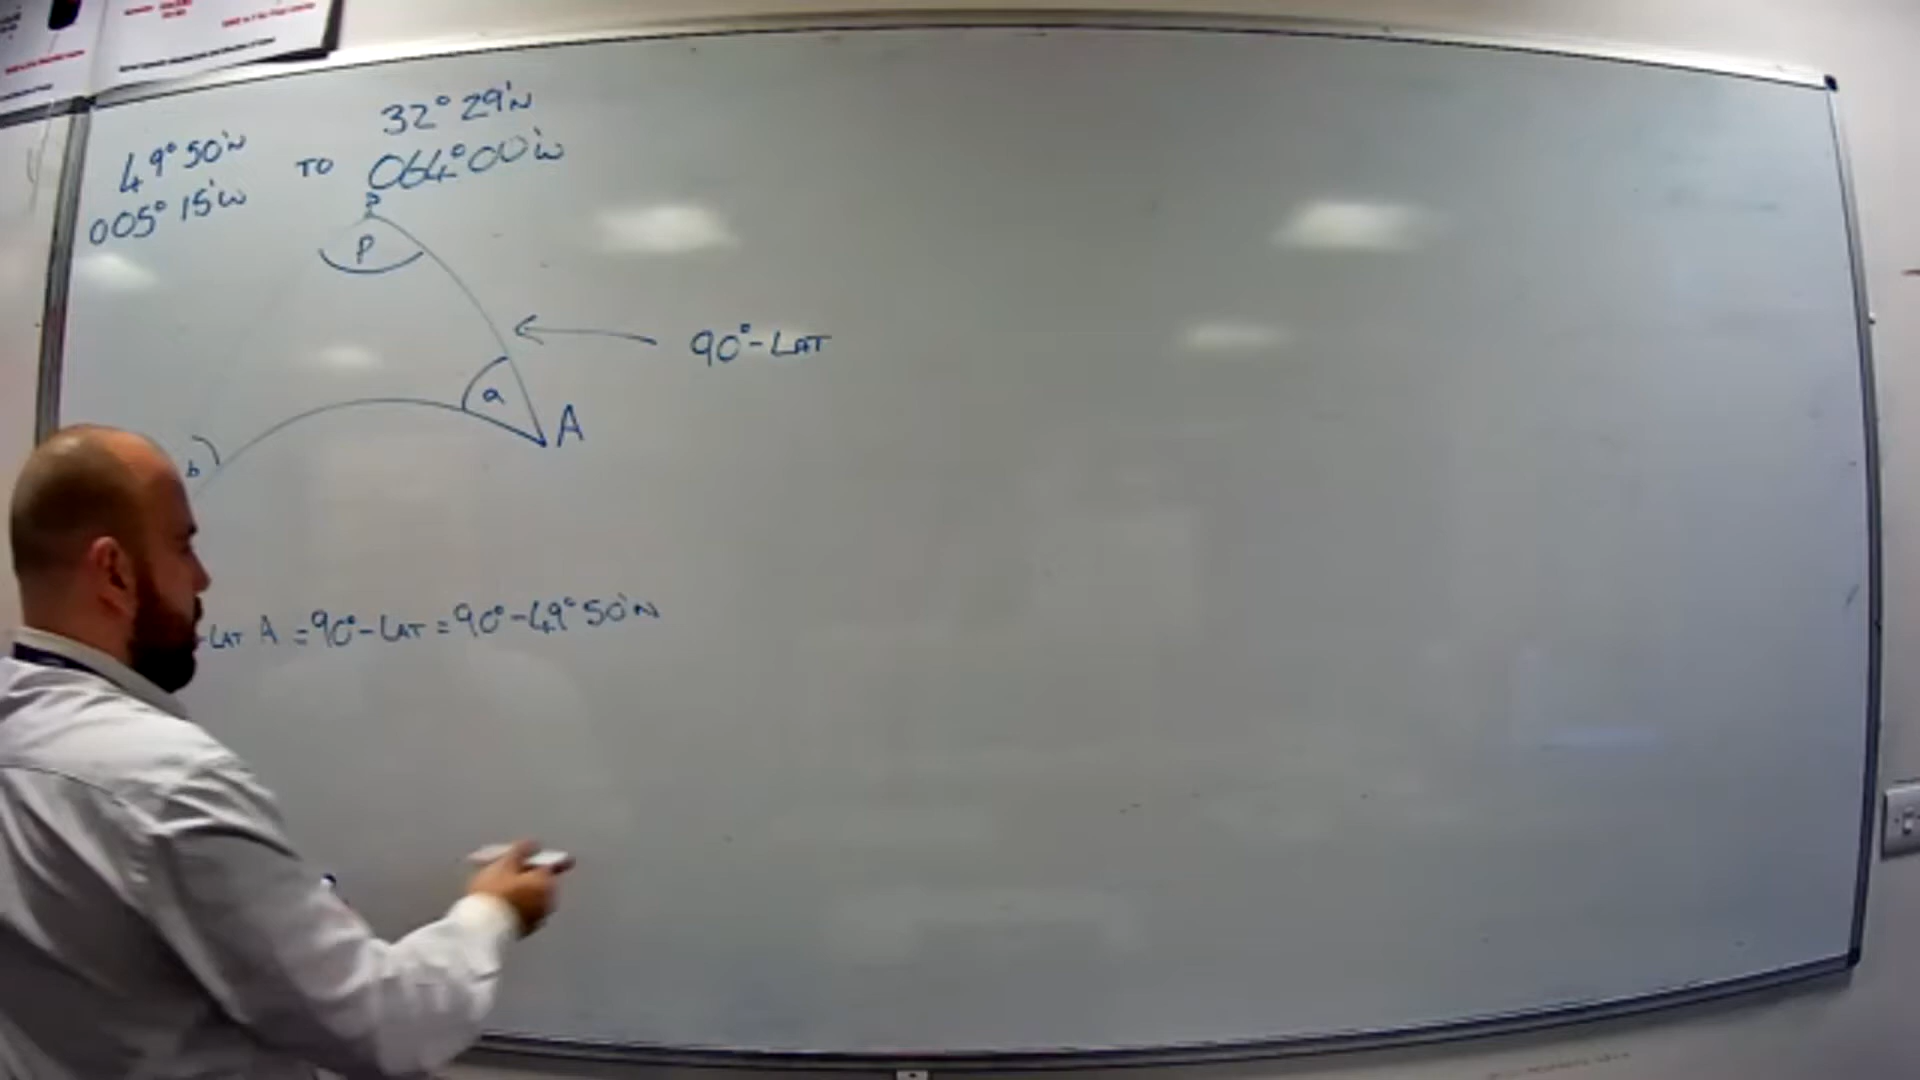 49°50'N
005°15'W
TO
32°29'N
064°00'W
P
P
90°-LAT
a
A
b
-LAT A = 90°-LAT = 90°-49°50'N